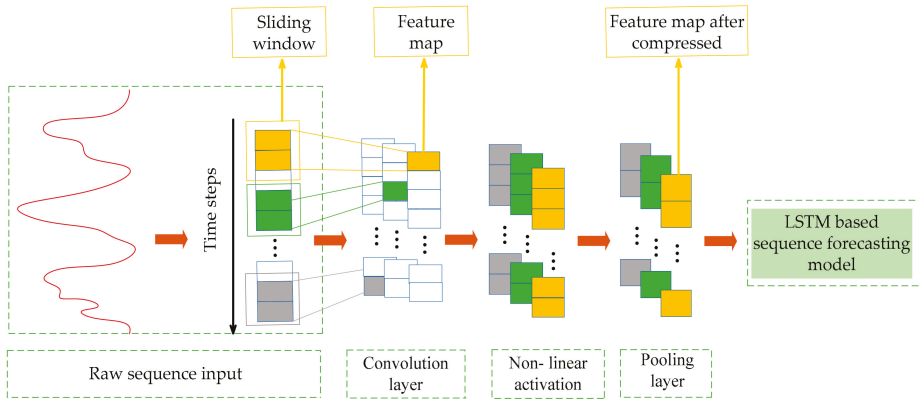 Sliding
window
Feature
map
Feature map after
compressed
Time steps
LSTM based
sequence forecasting
model
Raw sequence input
Convolution
layer
Non- linear
activation
Pooling
layer